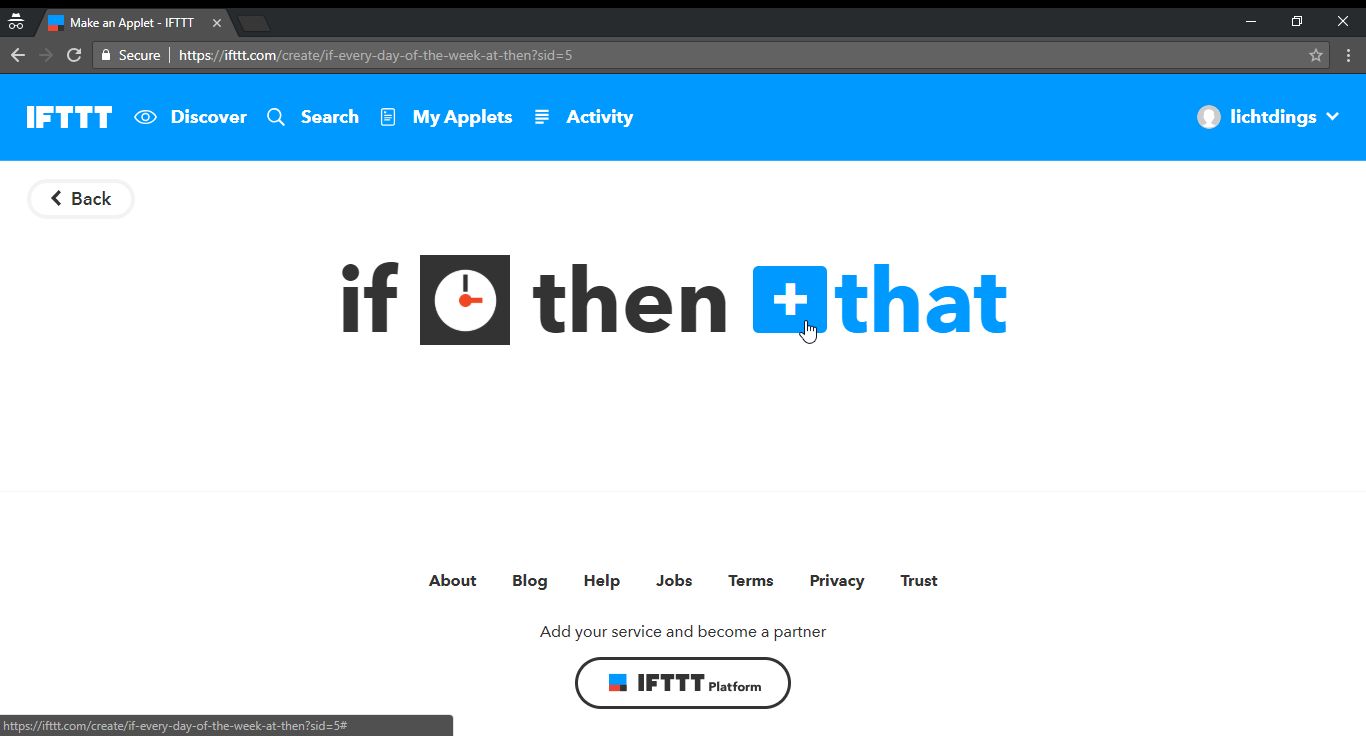 Make an Applet - IFTTT
Secure https://ifttt.com/create/if-every-day-of-the-week-at-then?sid=5
IFTTT Discover Search My Applets Activity lichtdings
Back
if then that
About Blog Help Jobs Terms Privacy Trust
Add your service and become a partner
IFTTT Platform
https://ifttt.com/create/if-every-day-of-the-week-at-then?sid=5#